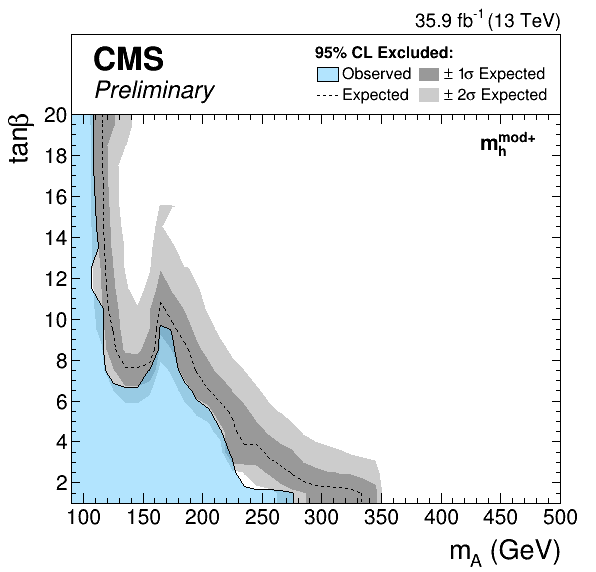 35.9 fb⁻¹ (13 TeV)
CMS
Preliminary
95% CL Excluded:
Observed ± 1σ Expected
Expected ± 2σ Expected
m_h^mod+
tanβ
20
18
16
14
12
10
8
6
4
2
100 150 200 250 300 350 400 450 500
m_A (GeV)